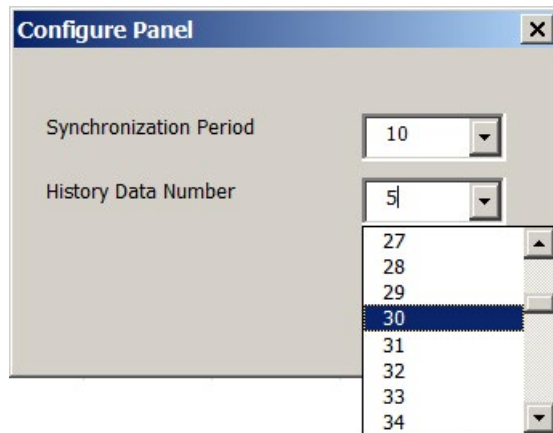 Configure Panel
Synchronization Period 10
History Data Number 5
27
28
29
30
31
32
33
34